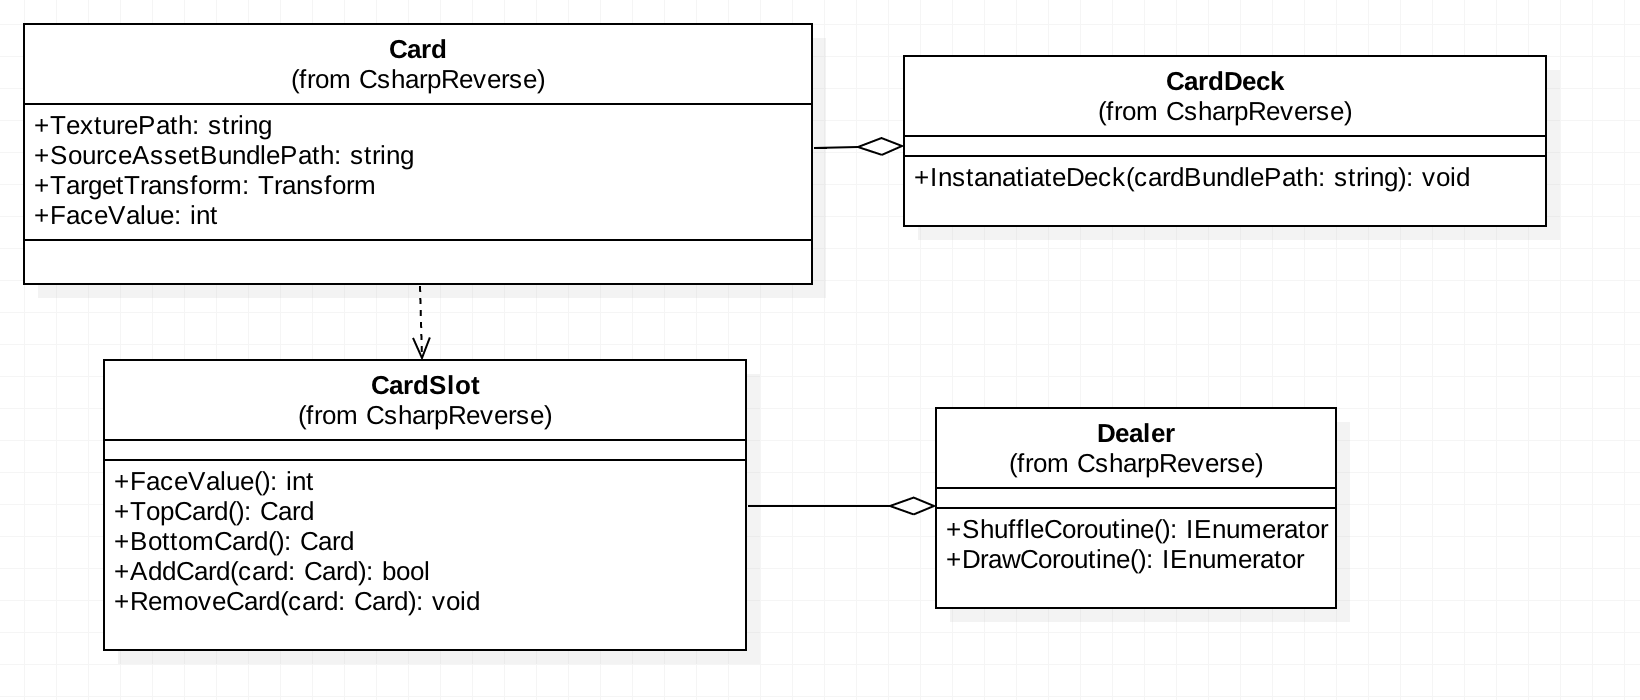 Card
(from CsharpReverse)
+TexturePath: string
+SourceAssetBundlePath: string
+TargetTransform: Transform
+FaceValue: int
CardDeck
(from CsharpReverse)
+InstanatiateDeck(cardBundlePath: string): void
CardSlot
(from CsharpReverse)
+FaceValue(): int
+TopCard(): Card
+BottomCard(): Card
+AddCard(card: Card): bool
+RemoveCard(card: Card): void
Dealer
(from CsharpReverse)
+ShuffleCoroutine(): IEnumerator
+DrawCoroutine(): IEnumerator